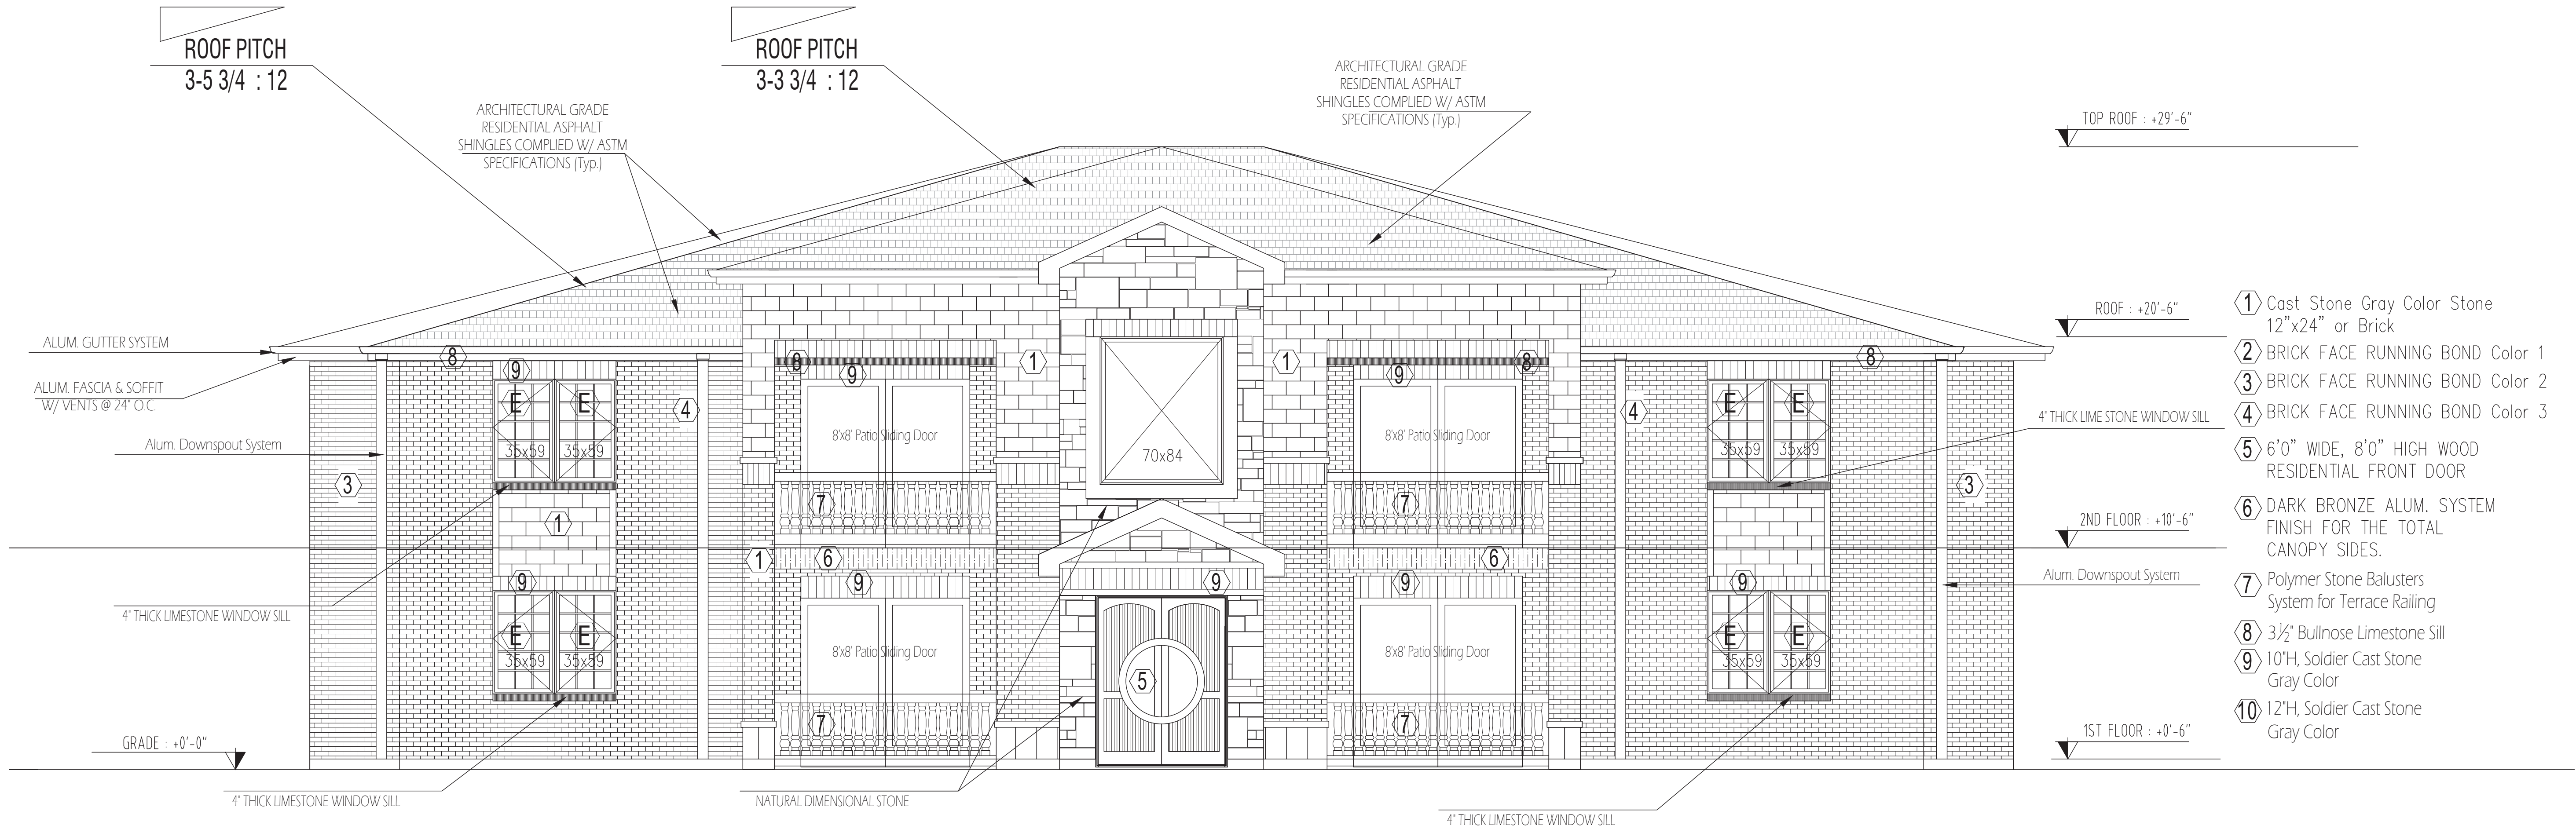 ROOF PITCH
3-5 3/4 : 12
ROOF PITCH
3-3 3/4 : 12
ARCHITECTURAL GRADE
RESIDENTIAL ASPHALT
SHINGLES COMPLIED W/ ASTM
SPECIFICATIONS (Typ.)
ARCHITECTURAL GRADE
RESIDENTIAL ASPHALT
SHINGLES COMPLIED W/ ASTM
SPECIFICATIONS (Typ.)
TOP ROOF : +29'-6"
ROOF : +20'-6"
ALUM. GUTTER SYSTEM
ALUM. FASCIA & SOFFIT
W/ VENTS @ 24" O.C.
Alum. Downspout System
4" THICK LIMESTONE WINDOW SILL
GRADE : +0'-0"
4" THICK LIMESTONE WINDOW SILL
8
9
E E
35x59 35x59
3
4
1
9
E E
35x59 35x59
8
9
1
8'x8' Patio Sliding Door
7
1
6
9
8'x8' Patio Sliding Door
7
70x84
9
5
NATURAL DIMENSIONAL STONE
1
9
8
8'x8' Patio Sliding Door
7
6
9
8'x8' Patio Sliding Door
7
8
4
E E
35x59 35x59
3
9
E E
35x59 35x59
4" THICK LIME STONE WINDOW SILL
2ND FLOOR : +10'-6"
Alum. Downspout System
1ST FLOOR : +0'-6"
4" THICK LIMESTONE WINDOW SILL
1 Cast Stone Gray Color Stone
12"x24" or Brick
2 BRICK FACE RUNNING BOND Color 1
3 BRICK FACE RUNNING BOND Color 2
4 BRICK FACE RUNNING BOND Color 3
5 6'0" WIDE, 8'0" HIGH WOOD
RESIDENTIAL FRONT DOOR
6 DARK BRONZE ALUM. SYSTEM
FINISH FOR THE TOTAL
CANOPY SIDES.
7 Polymer Stone Balusters
System for Terrace Railing
8 3½" Bullnose Limestone Sill
9 10"H, Soldier Cast Stone
Gray Color
10 12"H, Soldier Cast Stone
Gray Color